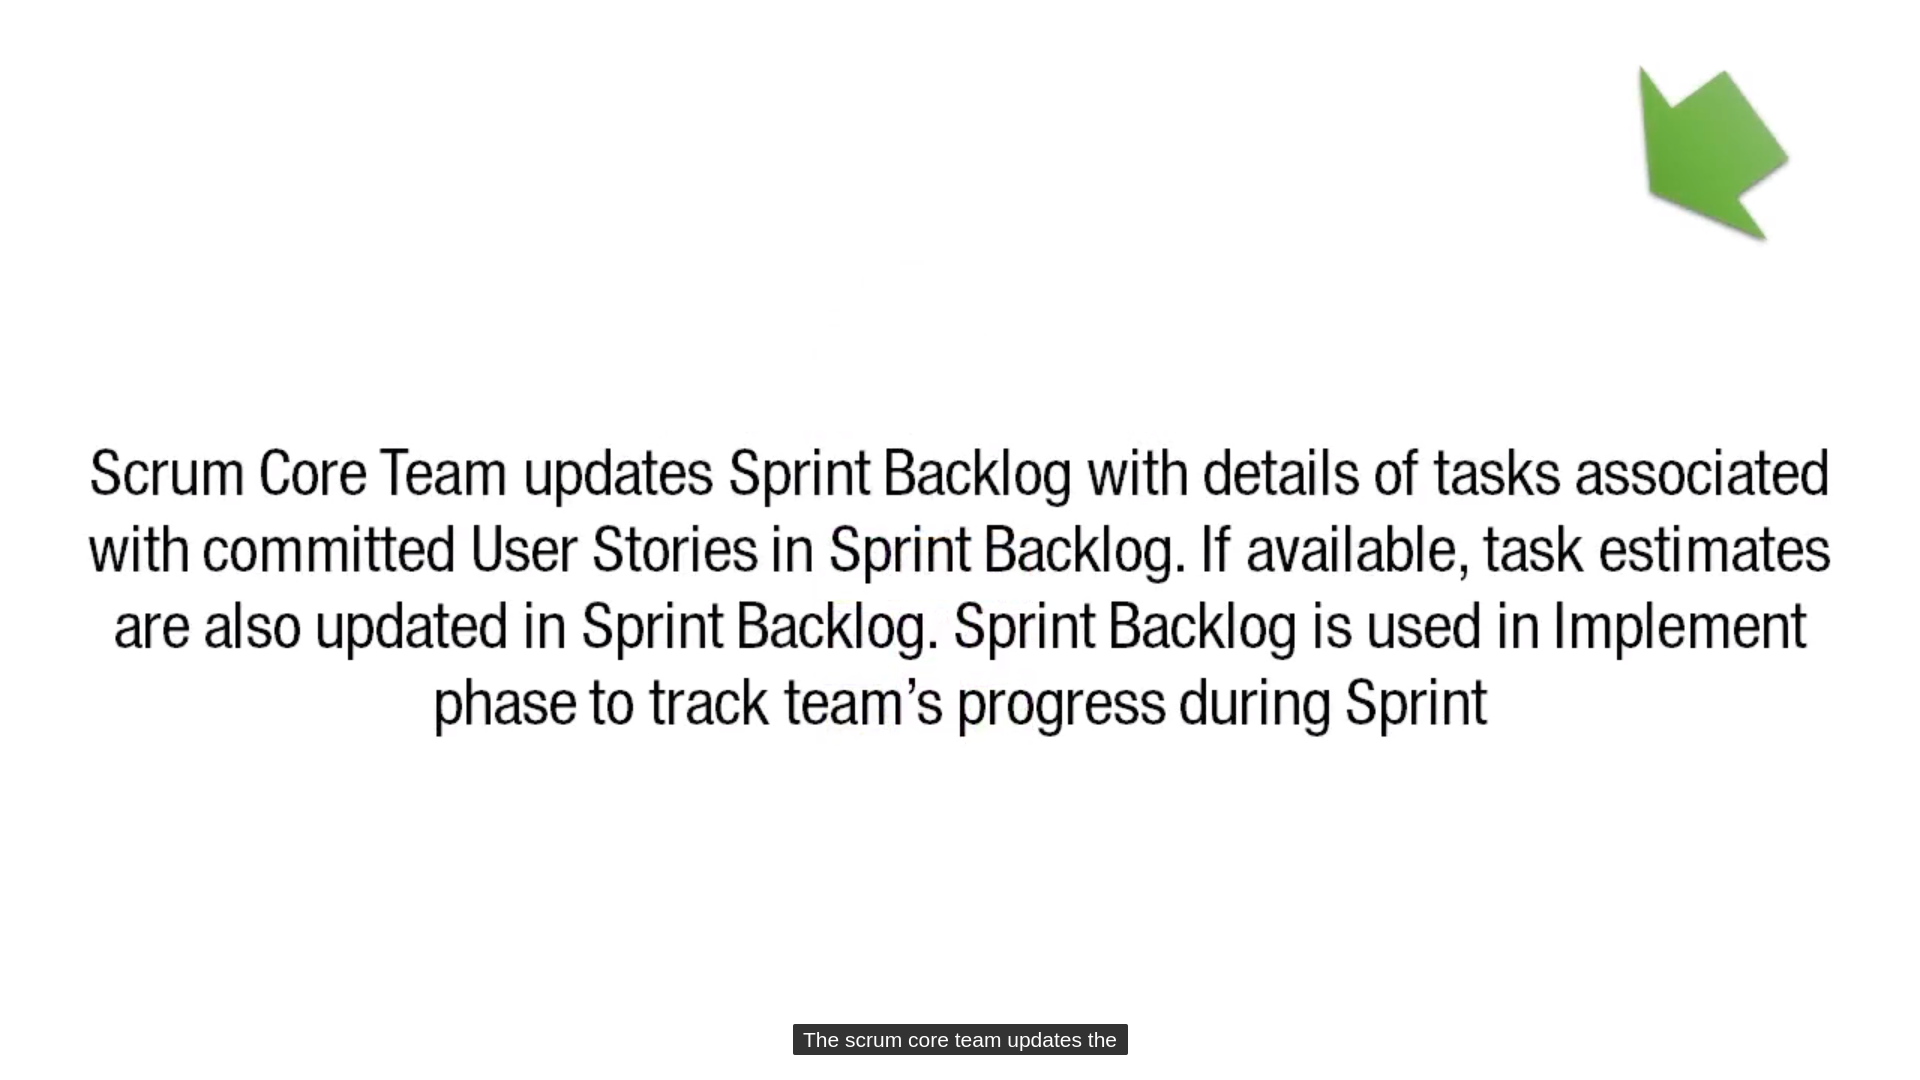 Scrum Core Team updates Sprint Backlog with details of tasks associated
with committed User Stories in Sprint Backlog. If available, task estimates
are also updated in Sprint Backlog. Sprint Backlog is used in Implement
phase to track team’s progress during Sprint
The scrum core team updates the